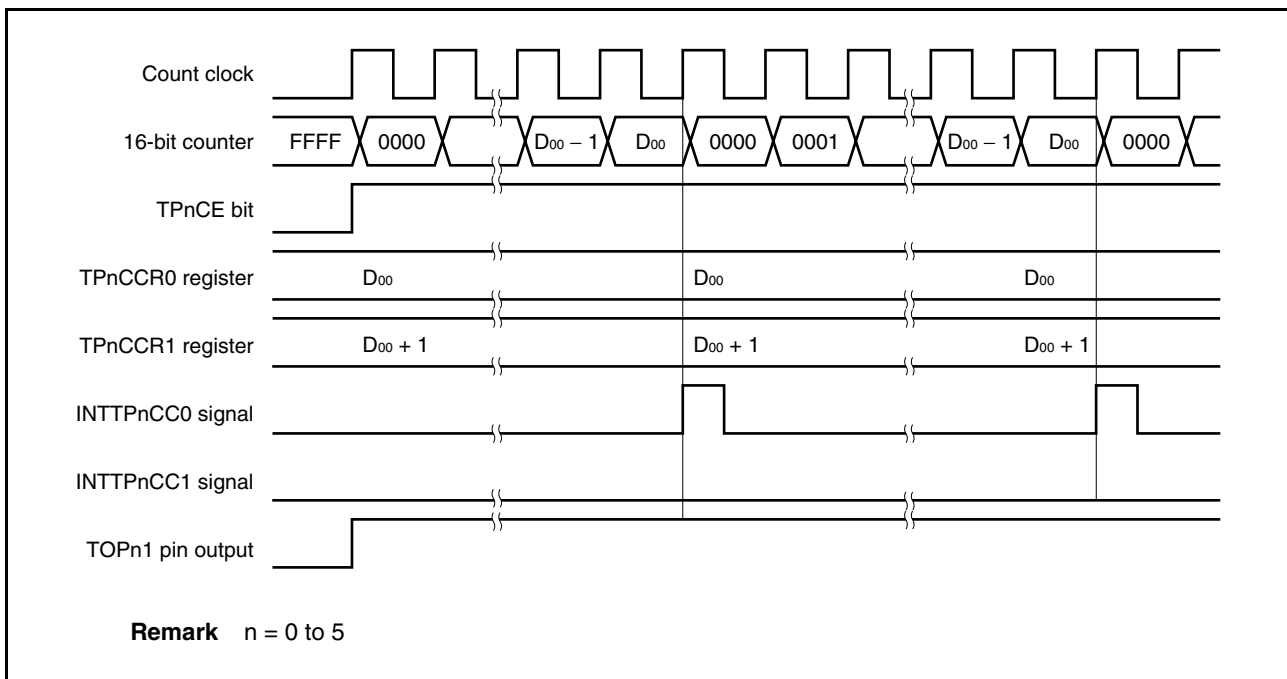 Count clock
16-bit counter FFFF 0000 D00 − 1 D00 0000 0001 D00 − 1 D00 0000
TPnCE bit
TPnCCR0 register D00 D00 D00
TPnCCR1 register D00 + 1 D00 + 1 D00 + 1
INTTPnCC0 signal
INTTPnCC1 signal
TOPn1 pin output
Remark n = 0 to 5